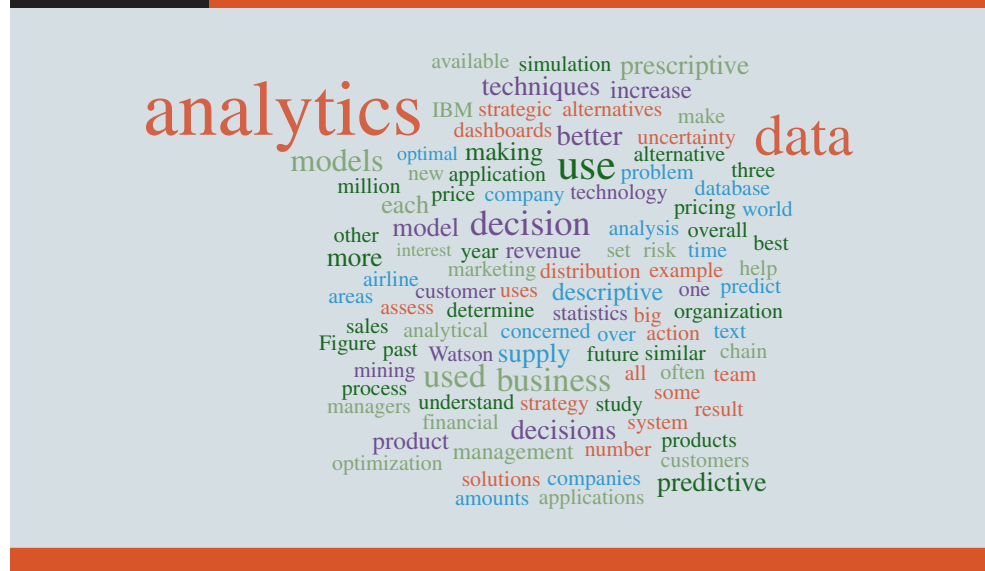 available simulation prescriptive
techniques increase
analytics IBM strategic alternatives make data
dashboards better uncertainty
models optimal making use alternative
new application problem three
million price company technology database
each pricing world
other model decision analysis overall
more interest year revenue set risk time best
marketing distribution example help
airline customer uses descriptive one predict
areas assess determine statistics big organization
sales analytical concerned over action text
Figure past Watson supply future similar chain
mining used business all often team
process some
managers understand strategy study result
financial decisions system
product management number products
optimization customers
solutions companies predictive
amounts applications